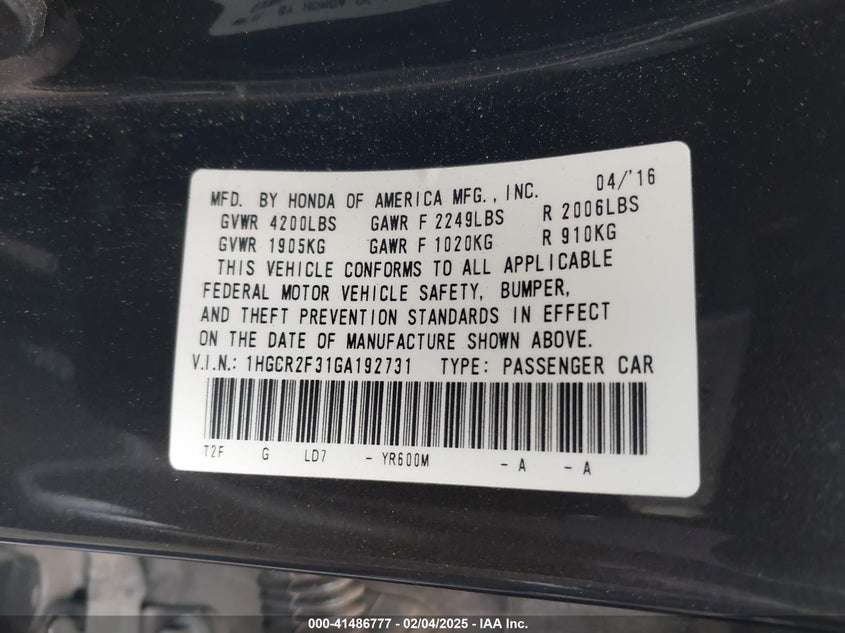 MFD. BY HONDA OF AMERICA MFG., INC. 04/'16
GVWR 4200LBS GAWR F 2249LBS R 2006LBS
GVWR 1905KG GAWR F 1020KG R 910KG
THIS VEHICLE CONFORMS TO ALL APPLICABLE
FEDERAL MOTOR VEHICLE SAFETY, BUMPER,
AND THEFT PREVENTION STANDARDS IN EFFECT
ON THE DATE OF MANUFACTURE SHOWN ABOVE.
V.I.N.: 1HGCR2F31GA192731 TYPE: PASSENGER CAR
T2F G LD7 - YR600M - A - A
000-41486777 — 02/04/2025 — IAA Inc.